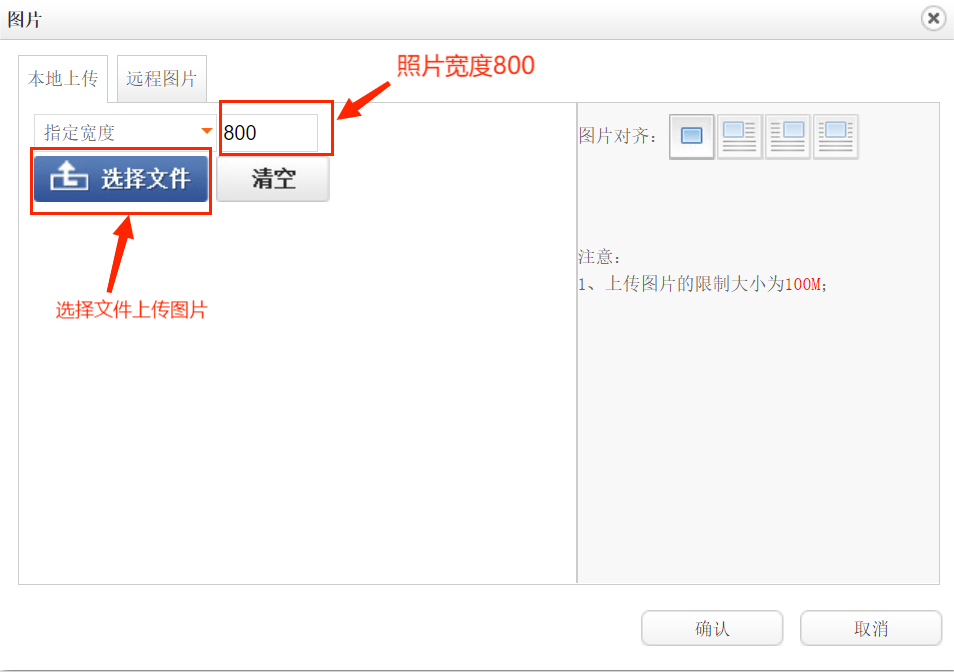 图片
照片宽度800
本地上传 远程图片
指定宽度 800
图片对齐:
选择文件 清空
注意:
1、上传图片的限制大小为100M;
选择文件上传图片
确认 取消